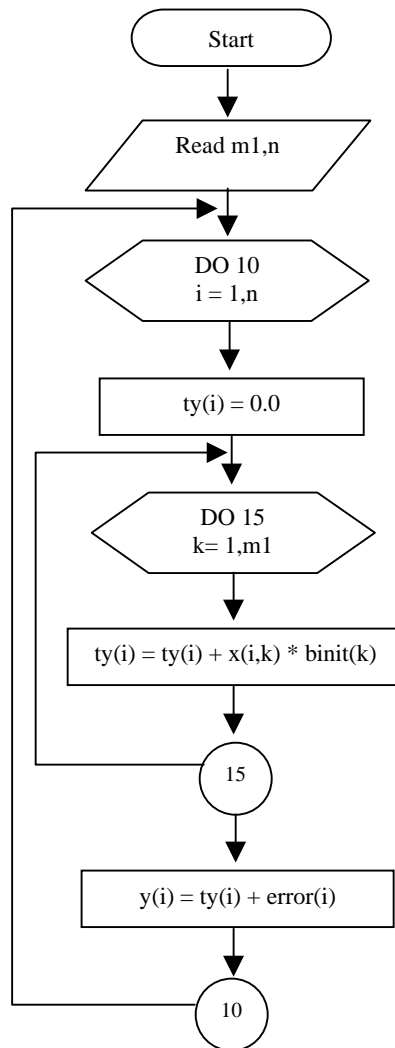 Start
Read m1,n
DO 10
i = 1,n
ty(i) = 0.0
DO 15
k= 1,m1
ty(i) = ty(i) + x(i,k) * binit(k)
15
y(i) = ty(i) + error(i)
10